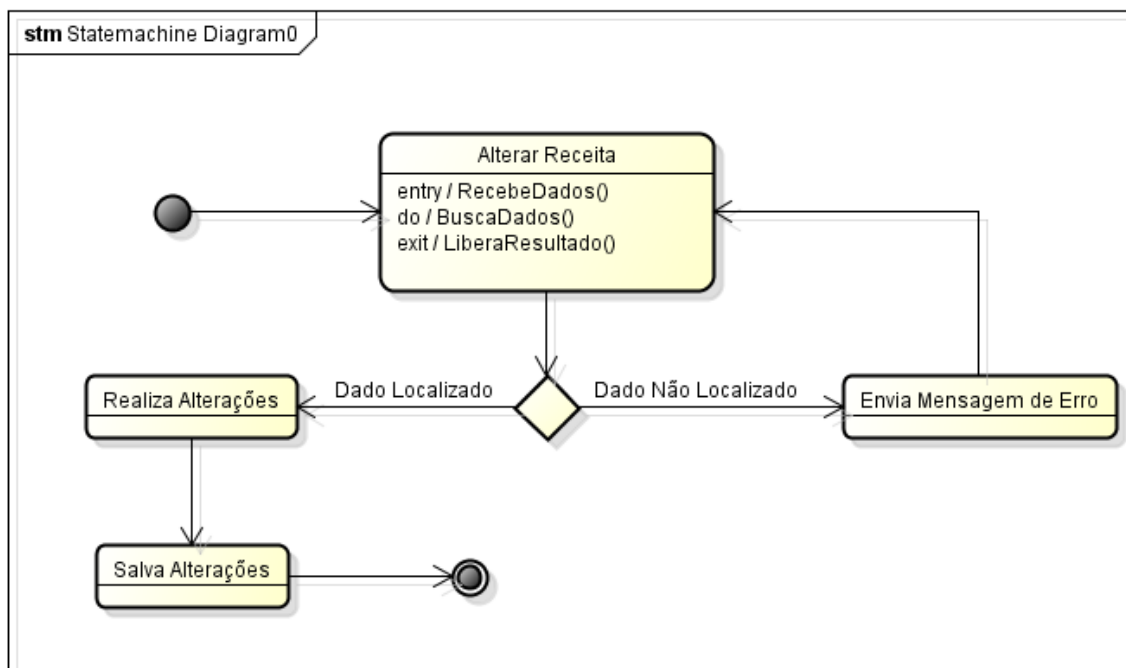 stm Statemachine Diagram0
Alterar Receita
entry / RecebeDados()
do / BuscaDados()
exit / LiberaResultado()
Dado Localizado
Dado Não Localizado
Realiza Alterações
Envia Mensagem de Erro
Salva Alterações